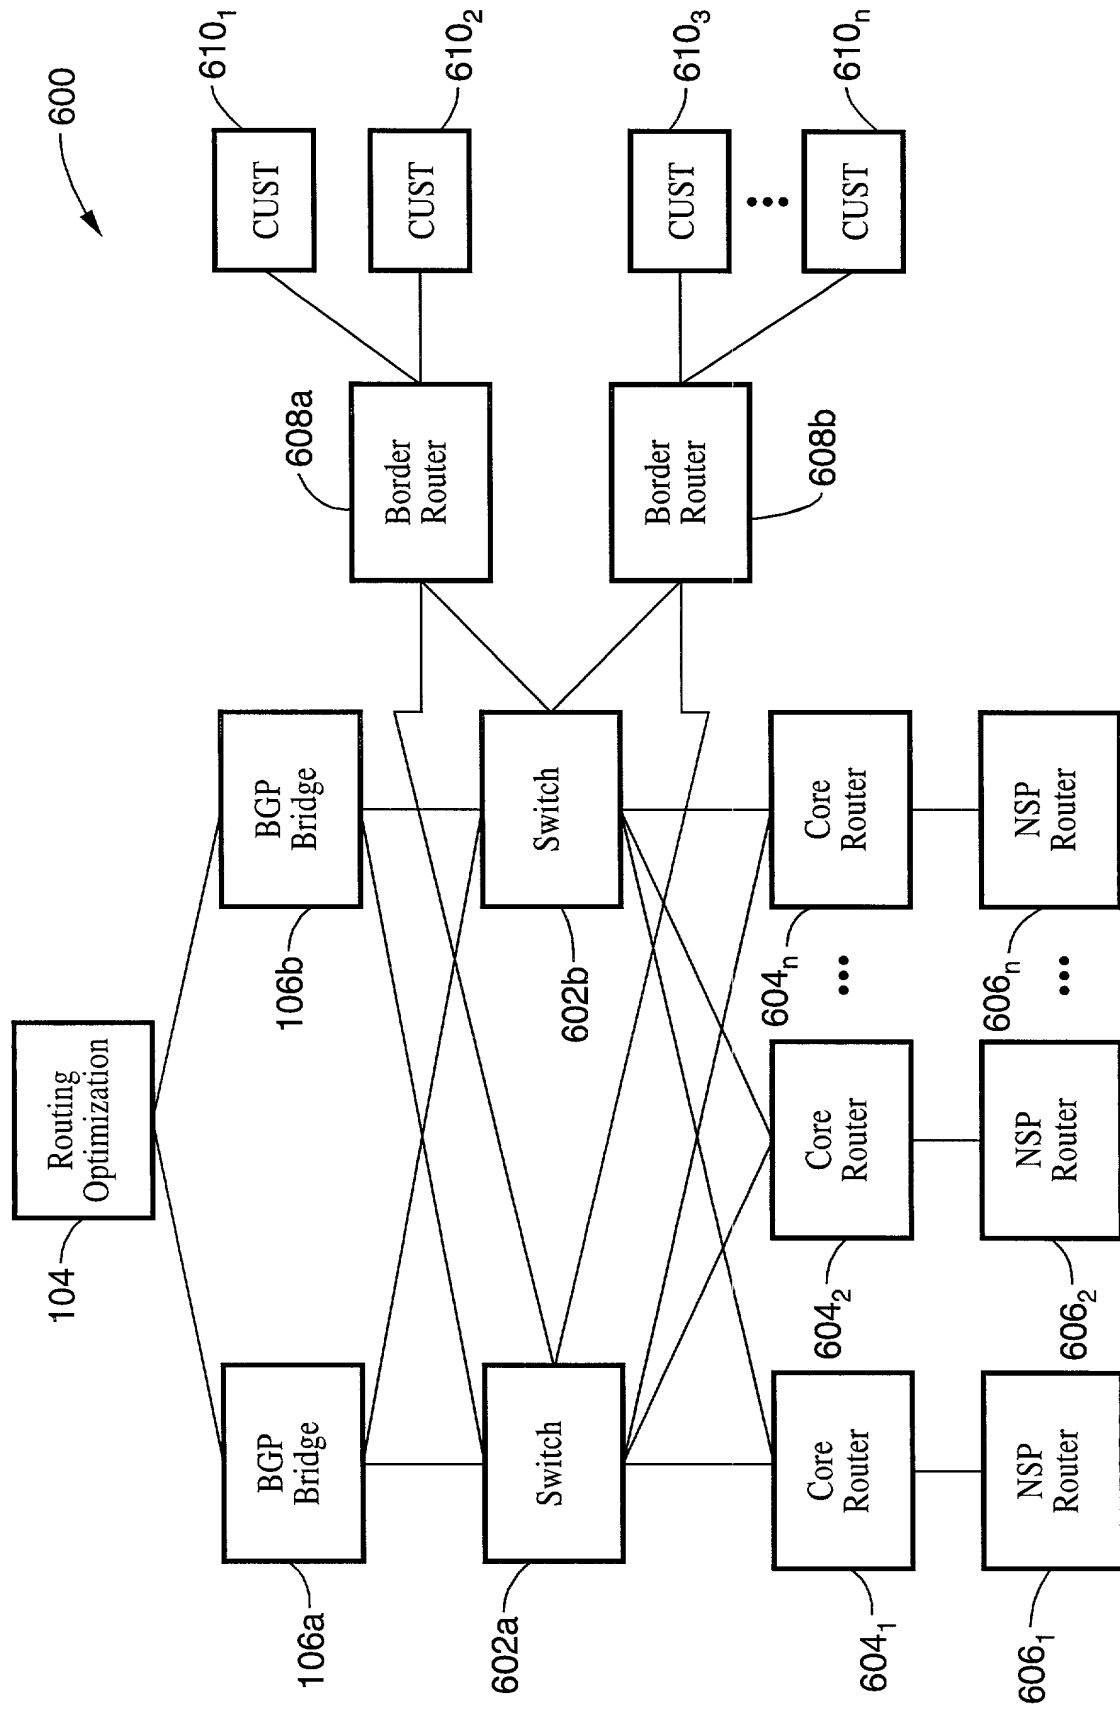 600
Routing
Optimization
104
BGP
Bridge
106a
BGP
Bridge
106b
Switch
602a
Switch
602b
Border
Router
608a
Border
Router
608b
CUST
610₁
CUST
610₂
CUST
610₃
CUST
610ₙ
Core
Router
604₁
Core
Router
604₂
Core
Router
604ₙ
NSP
Router
606₁
NSP
Router
606₂
NSP
Router
606ₙ